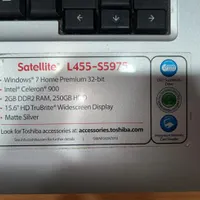 Satellite® L455-S5975
• Windows® 7 Home Premium 32-bit
• Intel® Celeron® 900
• 2GB DDR2 RAM, 250GB
• 15.6" HD TruBrite® Widescreen Display
• Matte Silver
Look for Toshiba accessories at accessories.toshiba.com